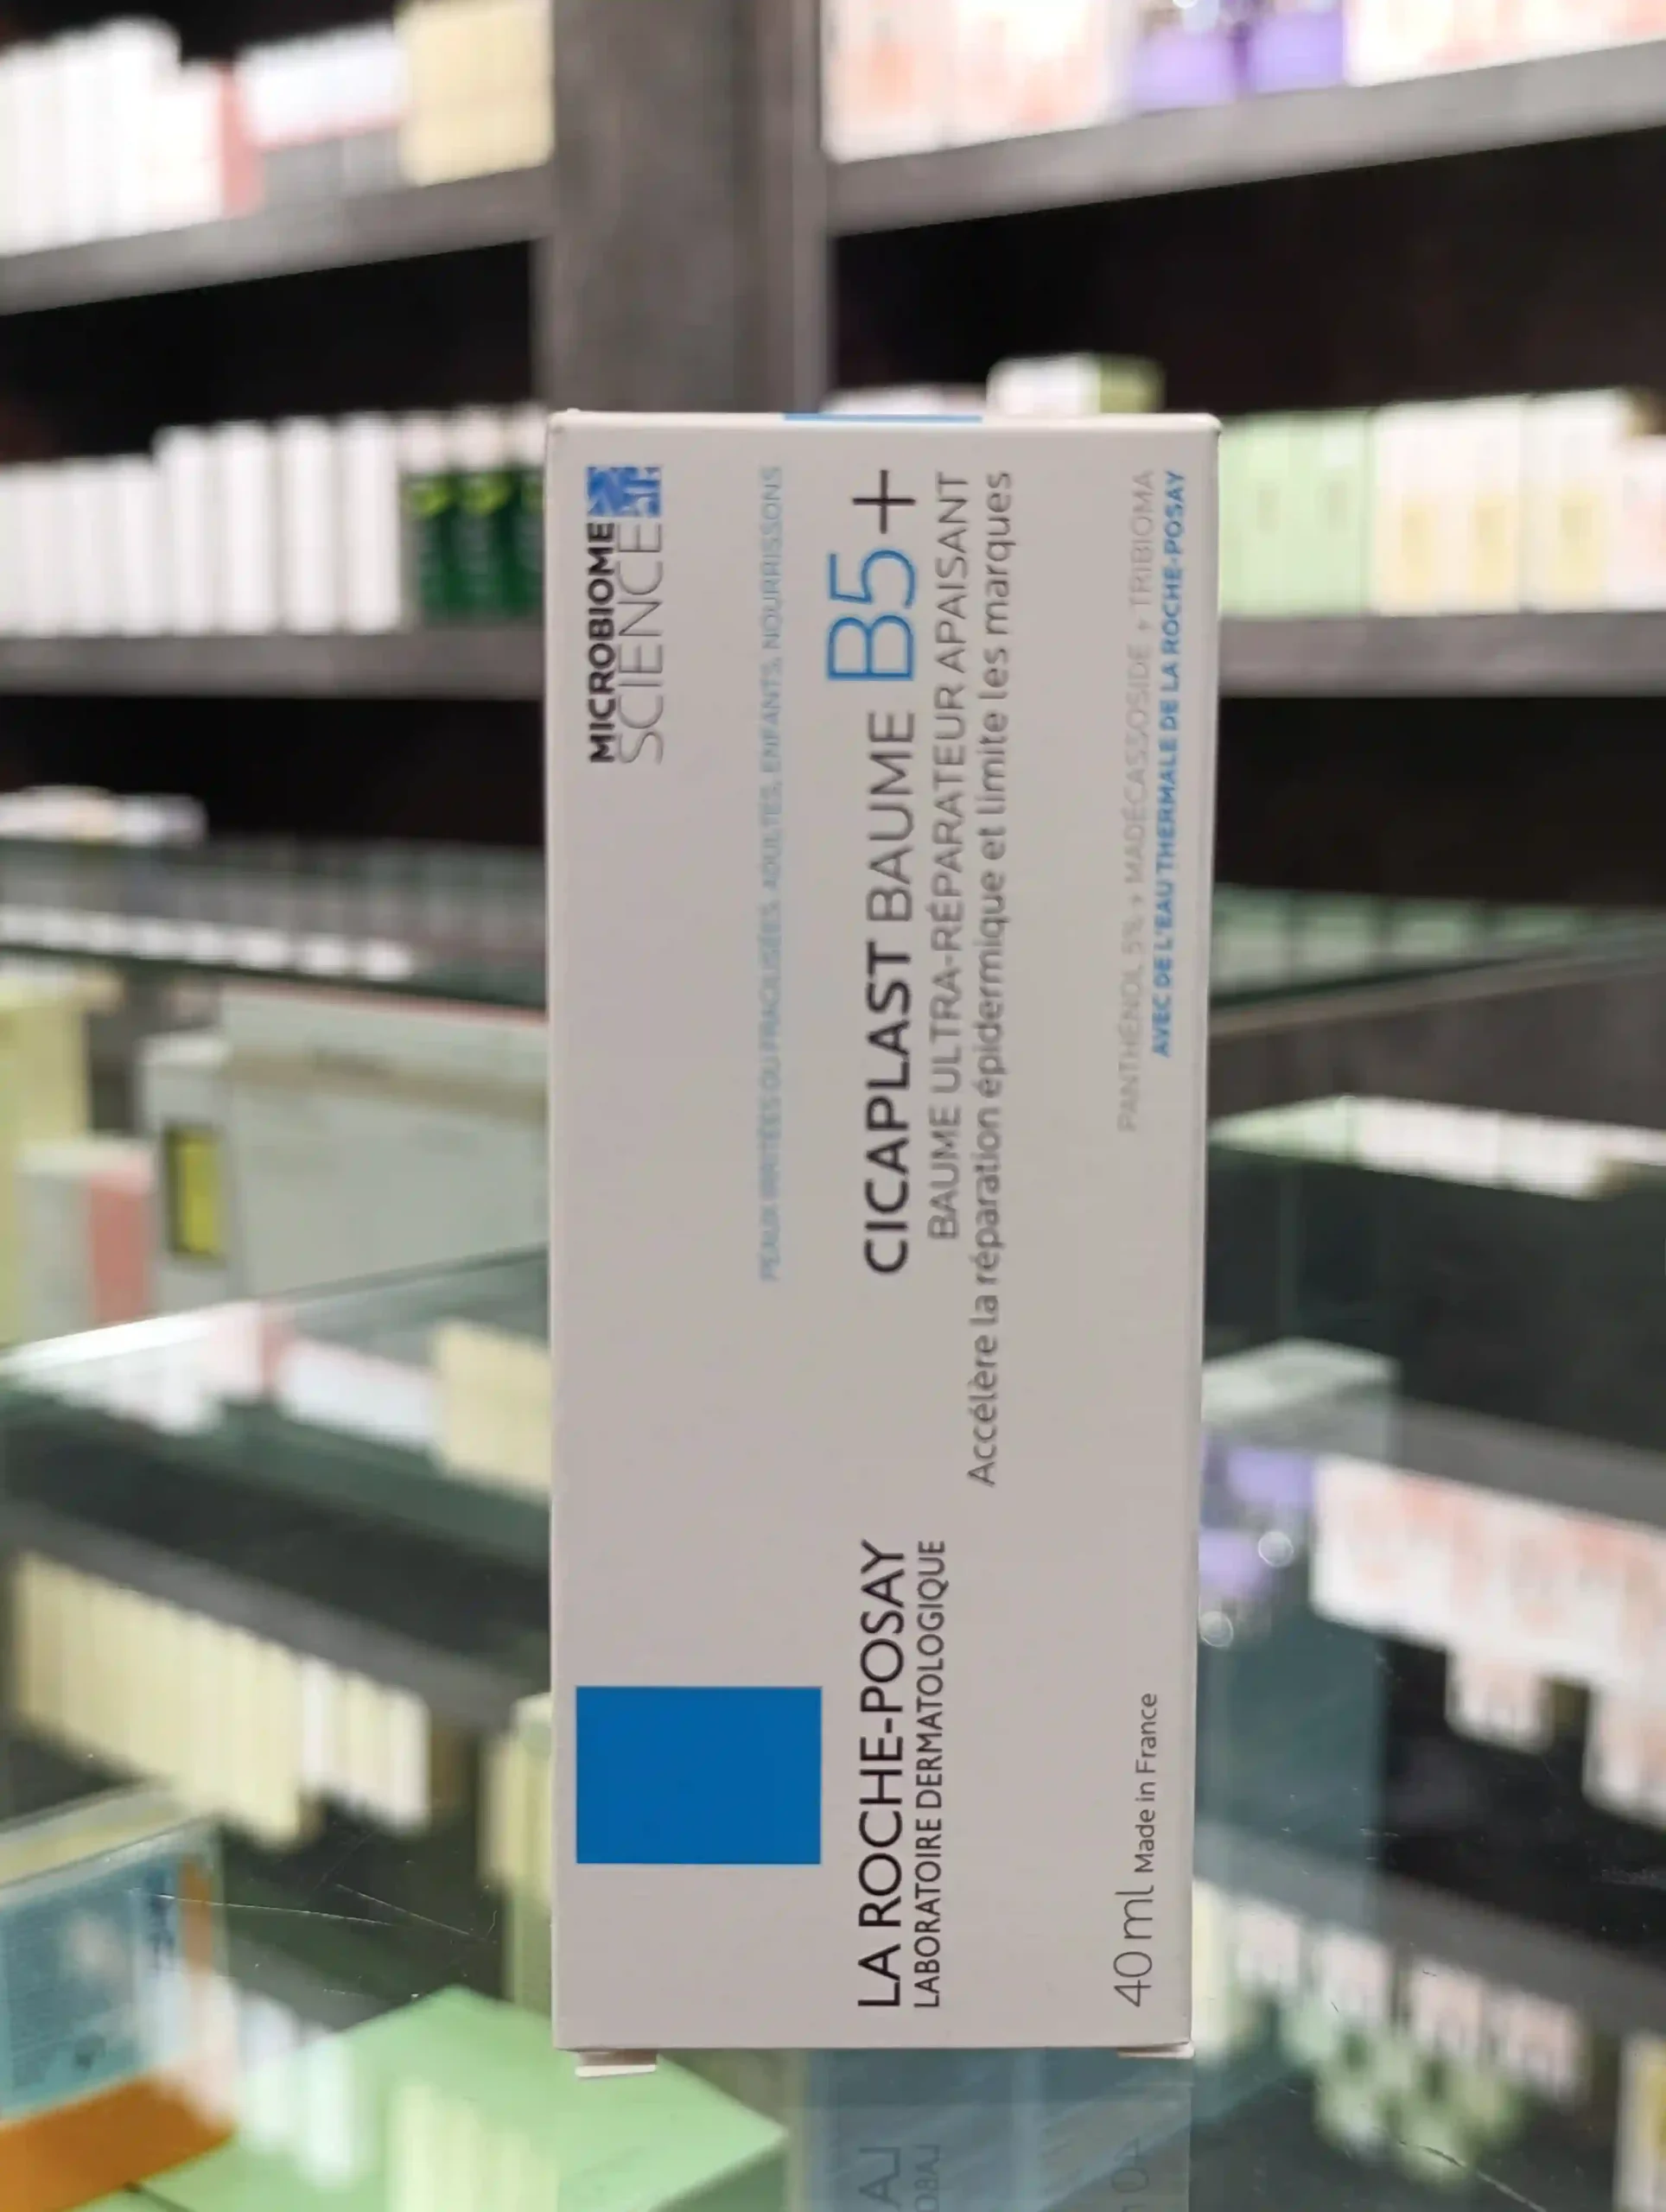 MICROBIOME
SCIENCE
PEAUX IRRITÉES OU FRAGILISÉES. ADULTES, ENFANTS, NOURRISSONS
CICAPLAST BAUME B5+
BAUME ULTRA-RÉPARATEUR APAISANT
Accélère la réparation épidermique et limite les marques
PANTHÉNOL 5% + MADÉCASSOSIDE + TRIBIOMA
AVEC DE L'EAU THERMALE DE LA ROCHE-POSAY
LA ROCHE-POSAY
LABORATOIRE DERMATOLOGIQUE
40 ml Made in France